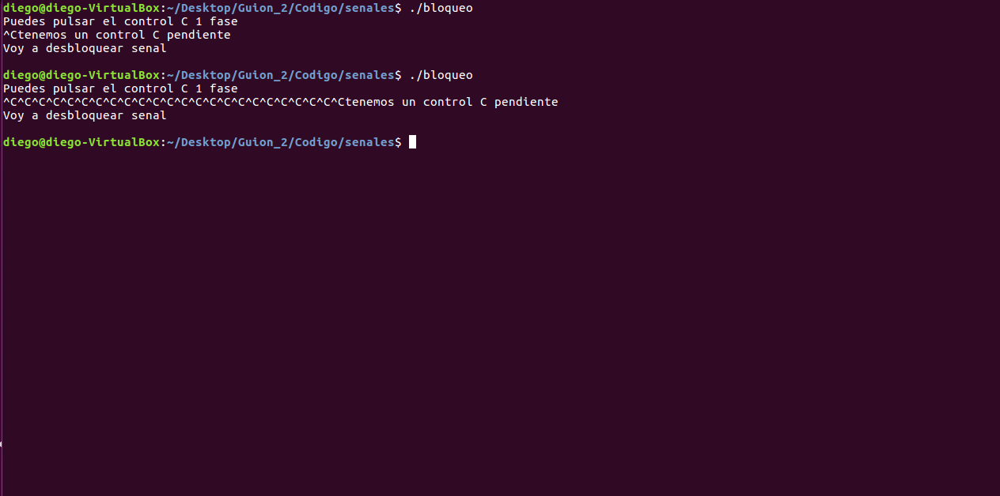 diego@diego-VirtualBox:~/Desktop/Guion_2/Codigo/senales$ ./bloqueo
Puedes pulsar el control C 1 fase
^Ctenemos un control C pendiente
Voy a desbloquear senal
diego@diego-VirtualBox:~/Desktop/Guion_2/Codigo/senales$ ./bloqueo
Puedes pulsar el control C 1 fase
^C^C^C^C^C^C^C^C^C^C^C^C^C^C^C^C^C^C^C^C^C^C^C^Ctenemos un control C pendiente
Voy a desbloquear senal
diego@diego-VirtualBox:~/Desktop/Guion_2/Codigo/senales$